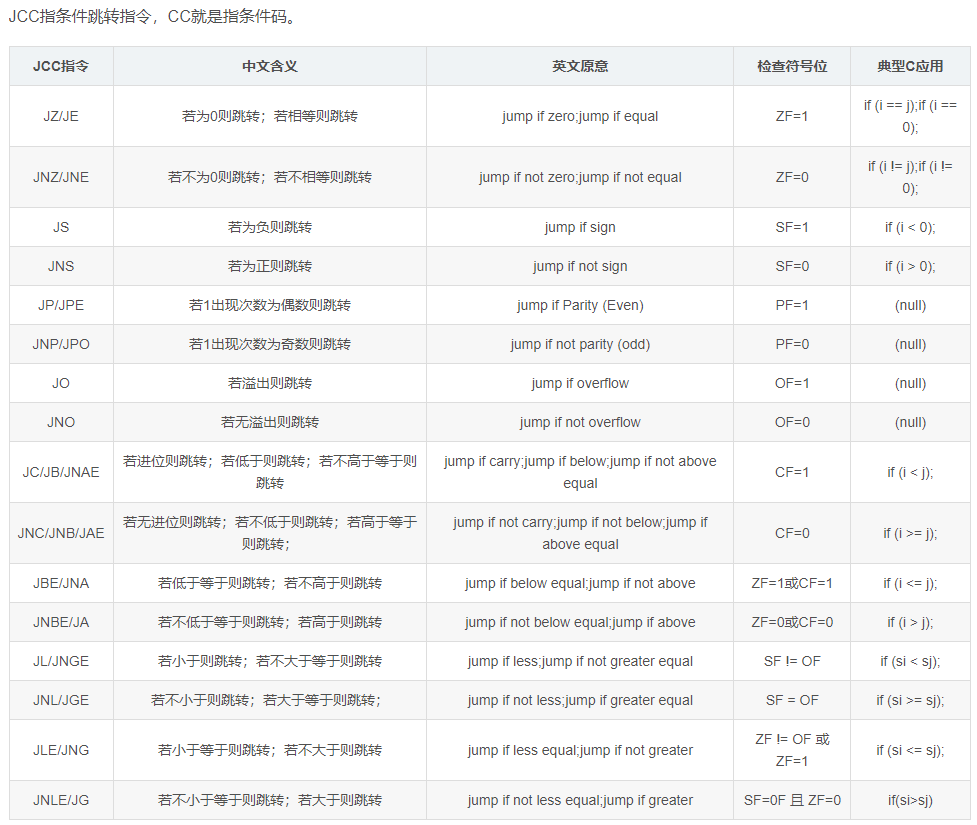 JCC指条件跳转指令，CC就是指条件码。
JCC指令 中文含义 英文原意 检查符号位 典型C应用
JZ/JE 若为0则跳转；若相等则跳转 jump if zero;jump if equal ZF=1 if (i == j);if (i ==
0);
JNZ/JNE 若不为0则跳转；若不相等则跳转 jump if not zero;jump if not equal ZF=0 if (i != j);if (i !=
0);
JS 若为负则跳转 jump if sign SF=1 if (i < 0);
JNS 若为正则跳转 jump if not sign SF=0 if (i > 0);
JP/JPE 若1出现次数为偶数则跳转 jump if Parity (Even) PF=1 (null)
JNP/JPO 若1出现次数为奇数则跳转 jump if not parity (odd) PF=0 (null)
JO 若溢出则跳转 jump if overflow OF=1 (null)
JNO 若无溢出则跳转 jump if not overflow OF=0 (null)
JC/JB/JNAE 若进位则跳转；若低于则跳转；若不高于等于则 jump if carry;jump if below;jump if not above CF=1 if (i < j);
跳转 equal
JNC/JNB/JAE 若无进位则跳转；若不低于则跳转；若高于等于 jump if not carry;jump if not below;jump if CF=0 if (i >= j);
则跳转； above equal
JBE/JNA 若低于等于则跳转；若不高于则跳转 jump if below equal;jump if not above ZF=1或CF=1 if (i <= j);
JNBE/JA 若不低于等于则跳转；若高于则跳转 jump if not below equal;jump if above ZF=0或CF=0 if (i > j);
JL/JNGE 若小于则跳转；若不大于等于则跳转 jump if less;jump if not greater equal SF != OF if (si < sj);
JNL/JGE 若不小于则跳转；若大于等于则跳转； jump if not less;jump if greater equal SF = OF if (si >= sj);
JLE/JNG 若小于等于则跳转；若不大于则跳转 jump if less equal;jump if not greater ZF != OF 或 if (si <= sj);
ZF=1
JNLE/JG 若不小于等于则跳转；若大于则跳转 jump if not less equal;jump if greater SF=0F 且 ZF=0 if(si>sj)